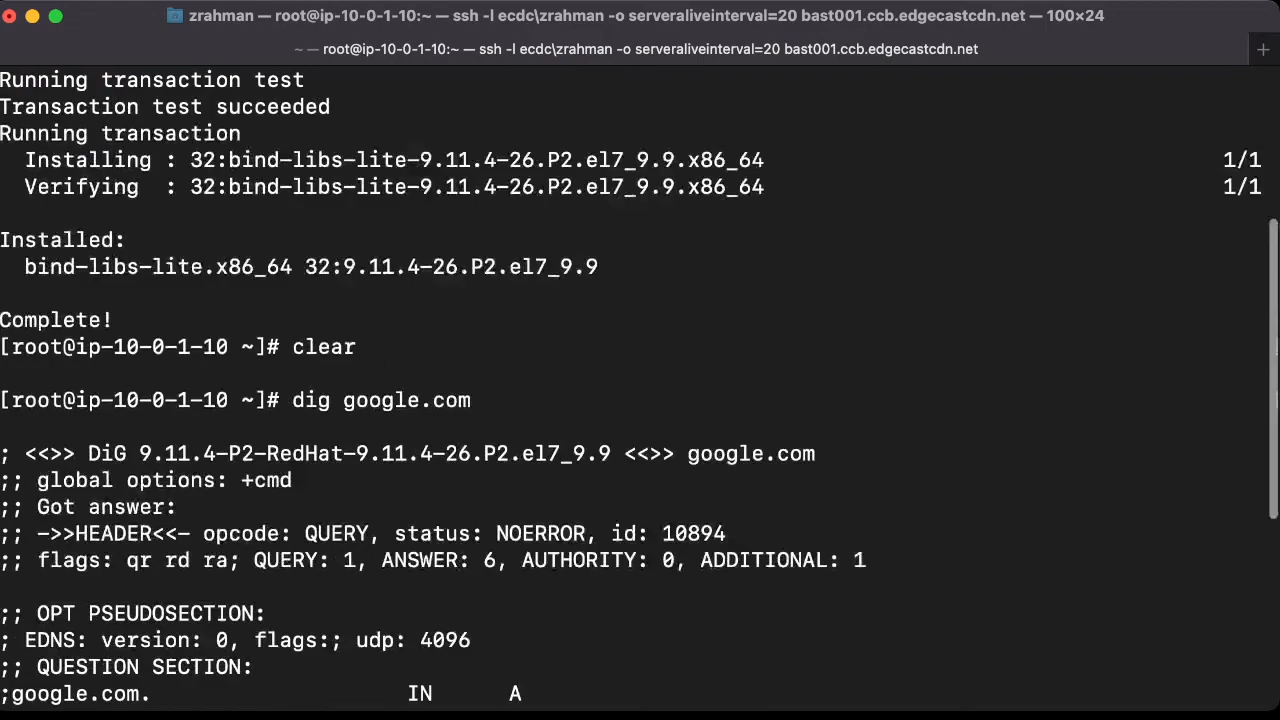 zrahman — root@ip-10-0-1-10:~ — ssh -l ecdc\zrahman -o serveraliveinterval=20 bast001.ccb.edgecastcdn.net — 100×24
~ — root@ip-10-0-1-10:~ — ssh -l ecdc\zrahman -o serveraliveinterval=20 bast001.ccb.edgecastcdn.net +
Running transaction test
Transaction test succeeded
Running transaction
  Installing : 32:bind-libs-lite-9.11.4-26.P2.el7_9.9.x86_64 1/1
  Verifying  : 32:bind-libs-lite-9.11.4-26.P2.el7_9.9.x86_64 1/1
Installed:
  bind-libs-lite.x86_64 32:9.11.4-26.P2.el7_9.9
Complete!
[root@ip-10-0-1-10 ~]# clear
[root@ip-10-0-1-10 ~]# dig google.com
; <<>> DiG 9.11.4-P2-RedHat-9.11.4-26.P2.el7_9.9 <<>> google.com
;; global options: +cmd
;; Got answer:
;; ->>HEADER<<- opcode: QUERY, status: NOERROR, id: 10894
;; flags: qr rd ra; QUERY: 1, ANSWER: 6, AUTHORITY: 0, ADDITIONAL: 1
;; OPT PSEUDOSECTION:
; EDNS: version: 0, flags:; udp: 4096
;; QUESTION SECTION:
;google.com. IN A